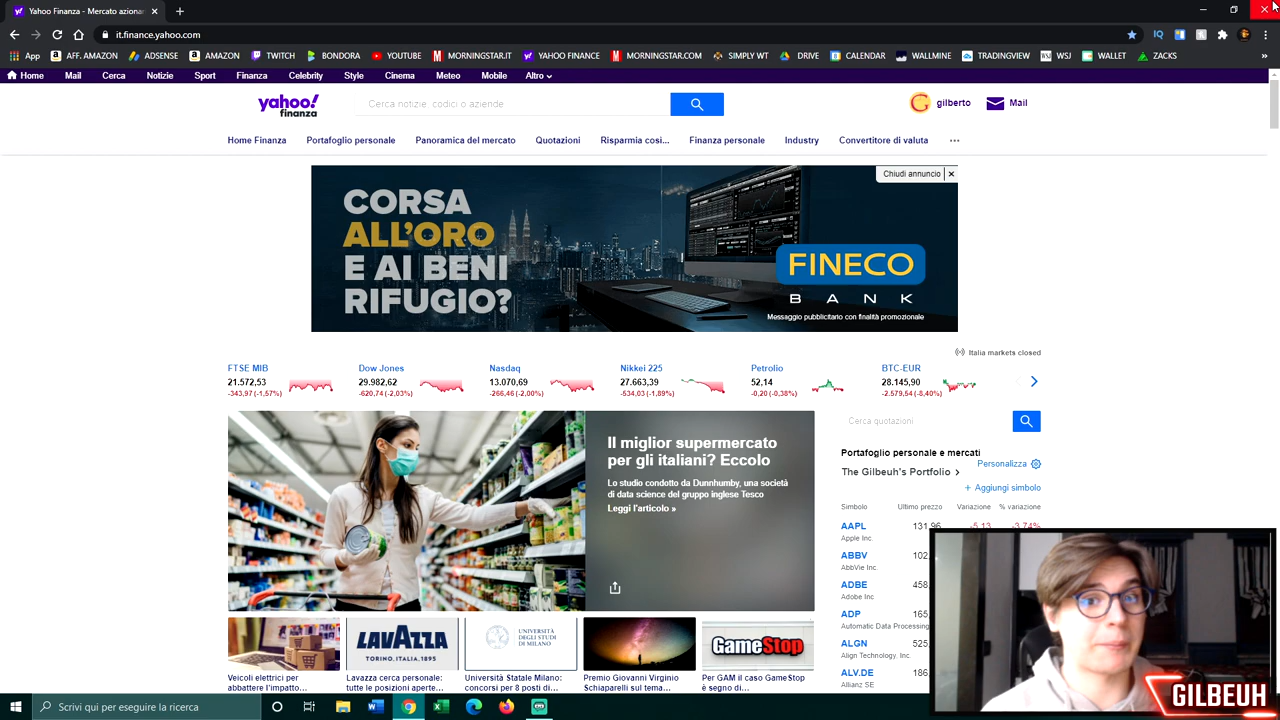 Yahoo Finanza - Andamento mer
it.finanza.yahoo.com
App AFF. AMAZON ADSENSE AMAZON TWITCH BONDORA YOUTUBE MORNINGSTAR.IT YAHOO FINANCE MORNINGSTAR.COM SIMPLY WT DRIVE CALENDAR WALLMINE TRADINGVIEW WSJ WALLET ZACKS »
Home Mail Cerca Notizie Sport Finanza Celebrity Style Cinema Meteo Mobile Altro
yahoo!
finanza
Cerca notizie, codici o aziende
gilberto Mail
Home Finanza Portafoglio personale Panoramica del mercato Quotazioni Risparmia così... Finanza personale Industry Convertitore di valuta ...
Chiudi annuncio ×
CORSA
ALL'ORO
E AI BENI
RIFUGIO?
FINECO
BANK
Messaggio pubblicitario con finalità promozionale
Italia markets closed
FTSE MIB Dow Jones Nasdaq Nikkei 225 Petrolio BTC-EUR
21.572,53 29.982,62 13.070,69 27.663,39 52,14 28.145,90
-343,97 (-1,57%) -620,74 (-2,03%) -266,46 (-2,00%) -534,03 (-1,89%) -0,20 (-0,38%) -2.579,54 (-8,40%)
Il miglior supermercato
per gli italiani? Eccolo
Lo studio condotto da Dunnhumby, una società
di data science del gruppo inglese Tesco
Leggi l'articolo »
Cerca quotazioni
Portafoglio personale e mercati
Personalizza
The Gilbeuh's Portfolio >
+ Aggiungi simbolo
Simbolo Ultimo prezzo Variazione % variazione
AAPL 131,96 -5,13 -3,74%
Apple Inc.
ABBV 102,
AbbVie Inc.
ADBE 458,
Adobe Inc
ADP 165,
Automatic Data Processing
ALGN 525,
Align Technology, Inc.
ALV.DE 186,
Allianz SE
LAVAZZA
TORINO, ITALIA, 1895
UNIVERSITÀ
DEGLI STUDI
DI MILANO
GameStop
Veicoli elettrici per
abbattere l'impatto...
Lavazza cerca personale:
tutte le posizioni aperte...
Università Statale Milano:
concorsi per 8 posti di...
Premio Giovanni Virginio
Schiaparelli sul tema...
Per GAM il caso GameStop
è segno di...
GILBEUH
Scrivi qui per eseguire la ricerca